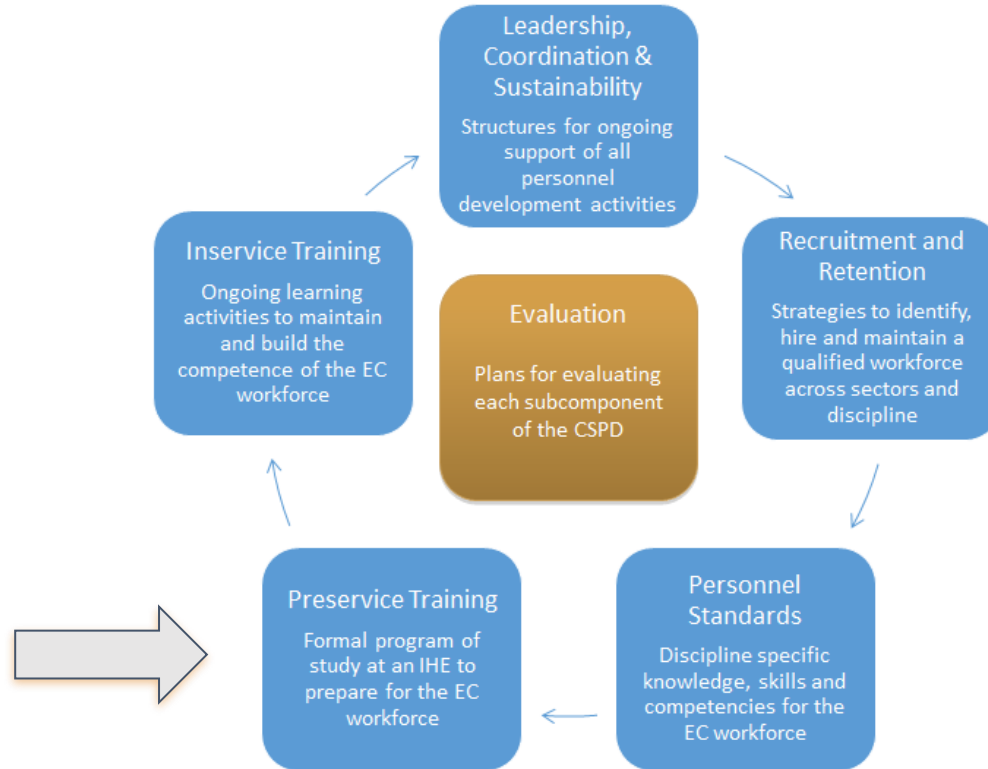 Leadership,
Coordination &
Sustainability
Structures for ongoing
support of all
personnel
development activities
Recruitment and
Retention
Strategies to identify,
hire and maintain a
qualified workforce
across sectors and
discipline
Personnel
Standards
Discipline specific
knowledge, skills and
competencies for the
EC workforce
Preservice Training
Formal program of
study at an IHE to
prepare for the EC
workforce
Inservice Training
Ongoing learning
activities to maintain
and build the
competence of the EC
workforce
Evaluation
Plans for evaluating
each subcomponent
of the CSPD